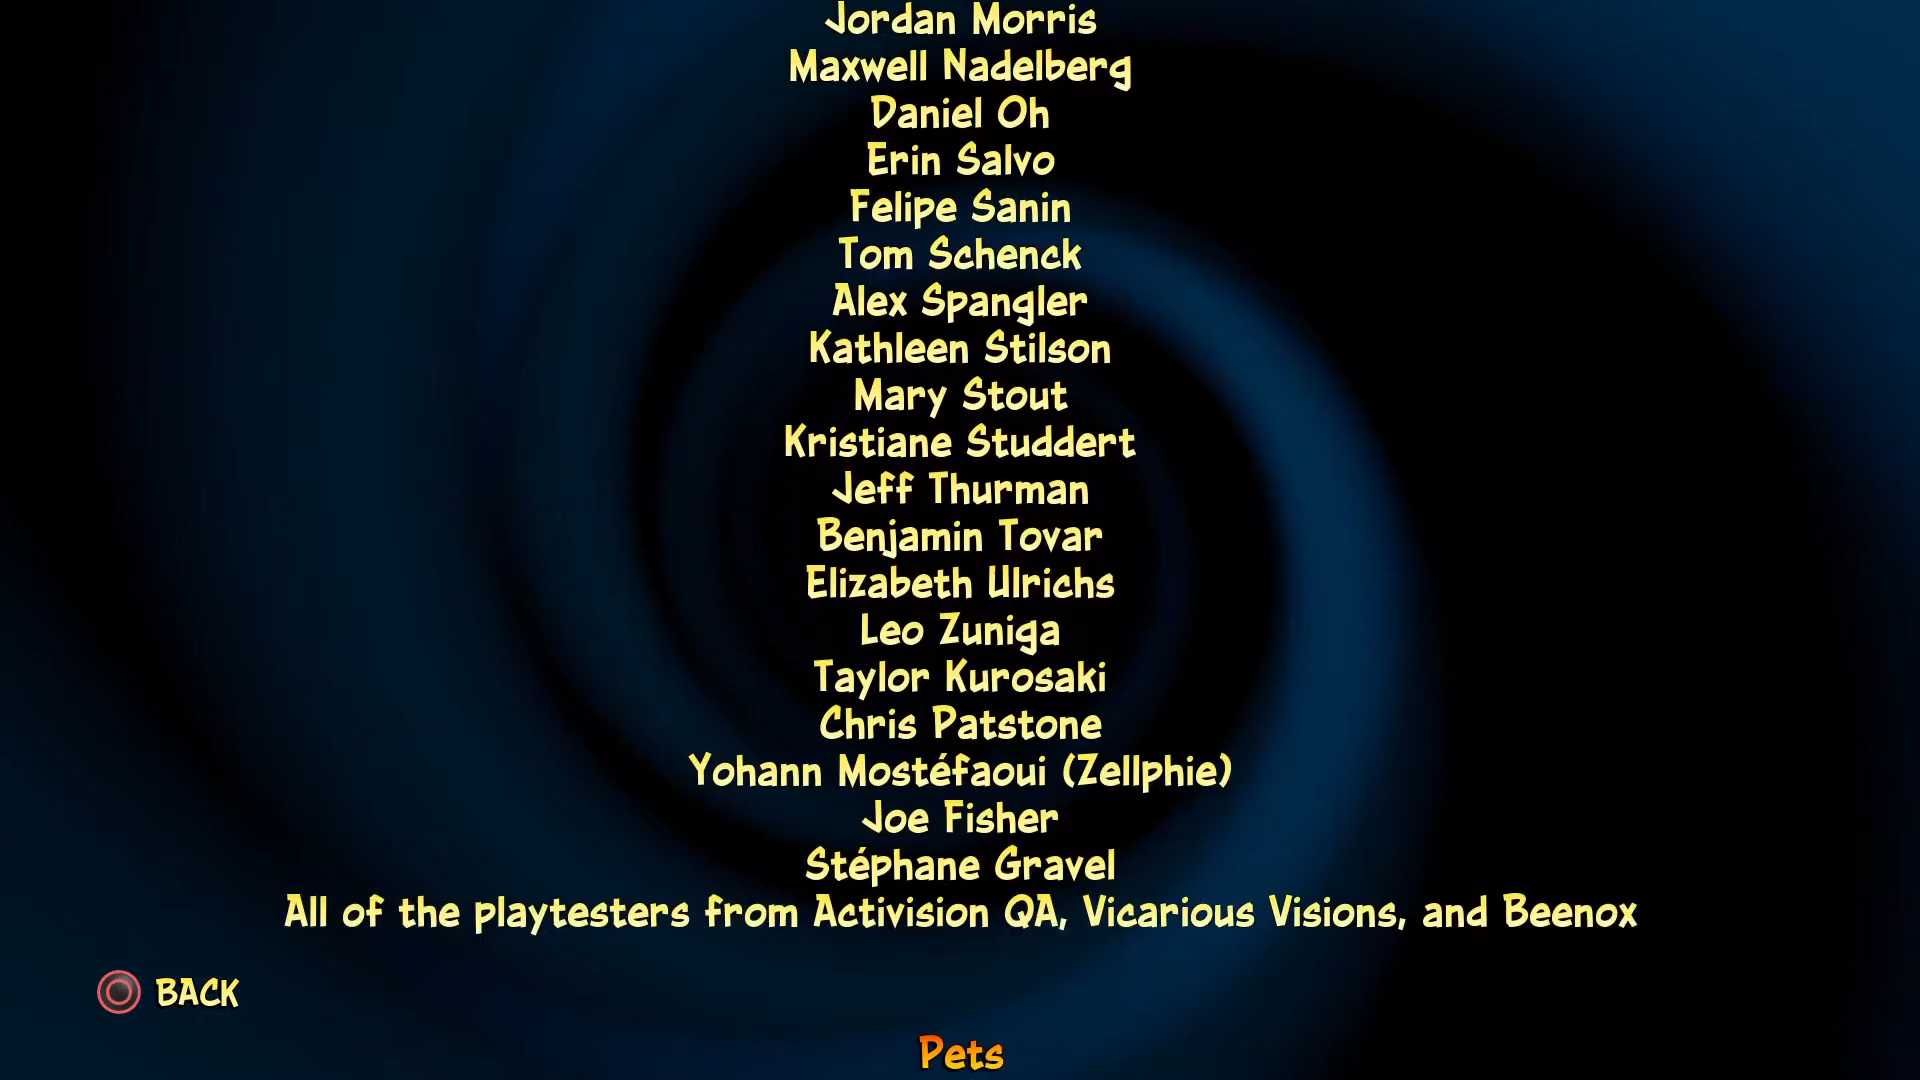 Jordan Morris
Maxwell Nadelberg
Daniel Oh
Erin Salvo
Felipe Sanin
Tom Schenck
Alex Spangler
Kathleen Stilson
Mary Stout
Kristiane Studdert
Jeff Thurman
Benjamin Tovar
Elizabeth Ulrichs
Leo Zuniga
Taylor Kurosaki
Chris Patstone
Yohann Mostéfaoui (Zellphie)
Joe Fisher
Stéphane Gravel
All of the playtesters from Activision QA, Vicarious Visions, and Beenox
BACK
Pets